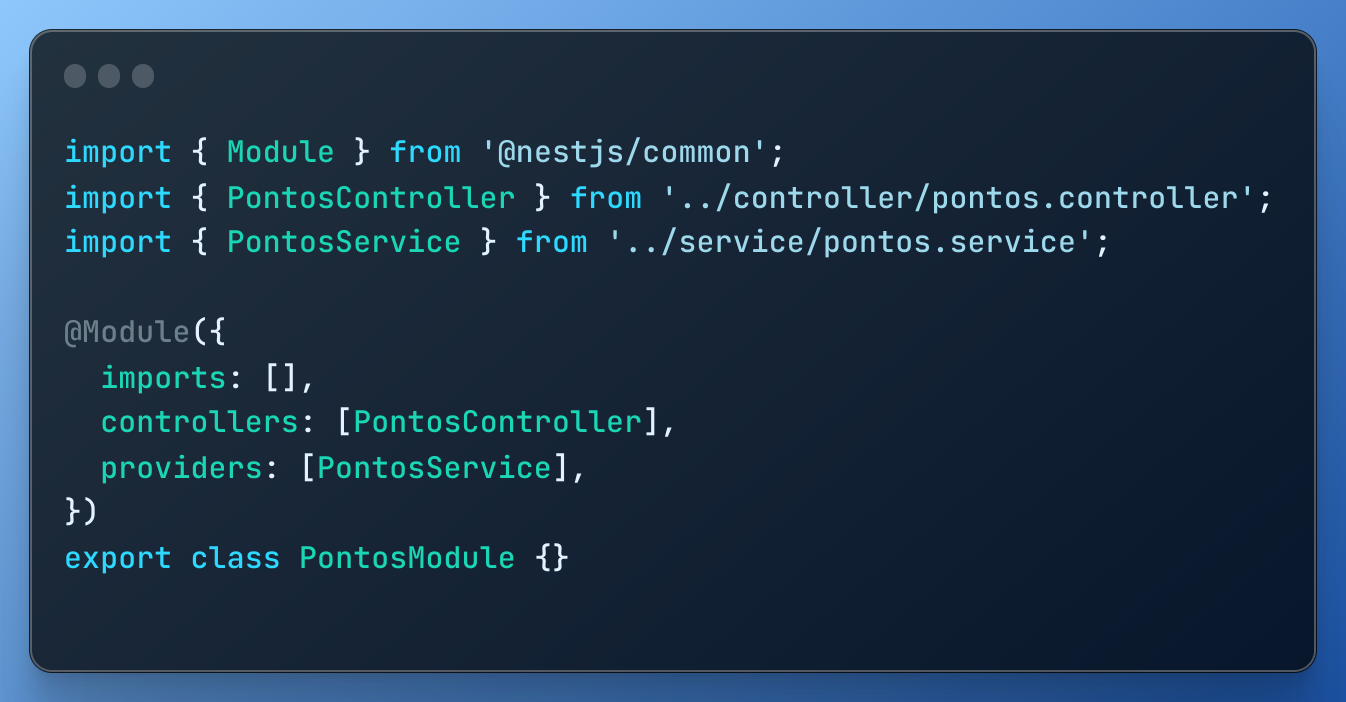 import { Module } from '@nestjs/common';
import { PontosController } from '../controller/pontos.controller';
import { PontosService } from '../service/pontos.service';
@Module({
  imports: [],
  controllers: [PontosController],
  providers: [PontosService],
})
export class PontosModule {}